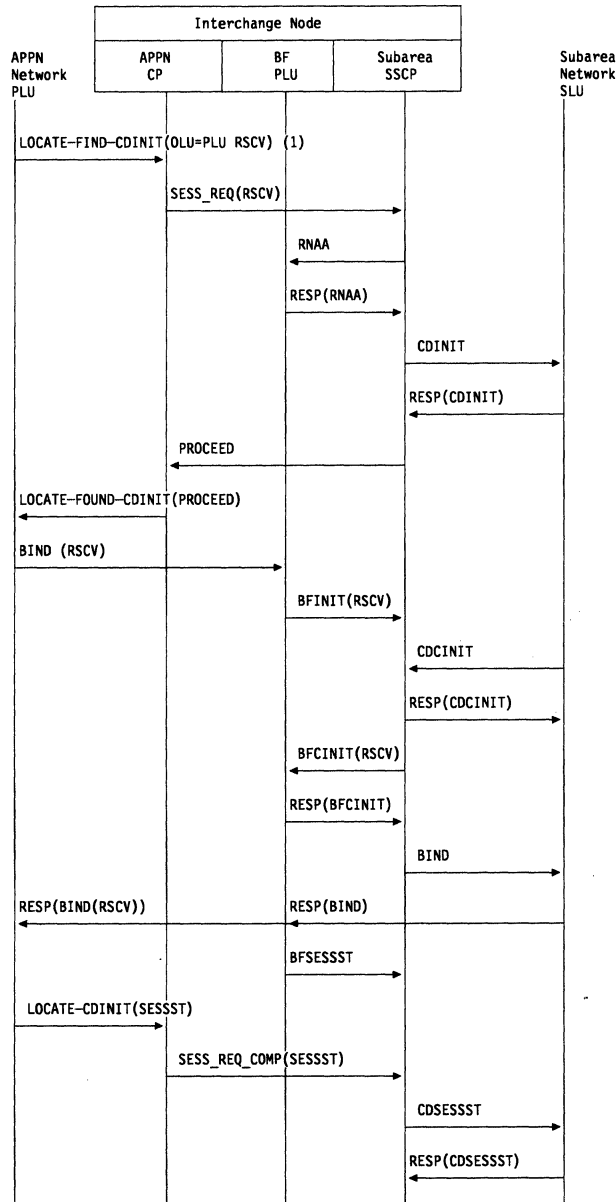 Interchange Node
APPN
Network
PLU
APPN
CP
BF
PLU
Subarea
SSCP
Subarea
Network
SLU
LOCATE-FIND-CDINIT(OLU=PLU RSCV) (1)
SESS_REQ(RSCV)
RNAA
RESP(RNAA)
CDINIT
RESP(CDINIT)
PROCEED
LOCATE-FOUND-CDINIT(PROCEED)
BIND (RSCV)
BFINIT(RSCV)
CDCINIT
RESP(CDCINIT)
BFCINIT(RSCV)
RESP(BFCINIT)
BIND
RESP(BIND(RSCV))
RESP(BIND)
BFSESSST
LOCATE-CDINIT(SESSST)
SESS_REQ_COMP(SESSST)
CDSESSST
RESP(CDSESSST)